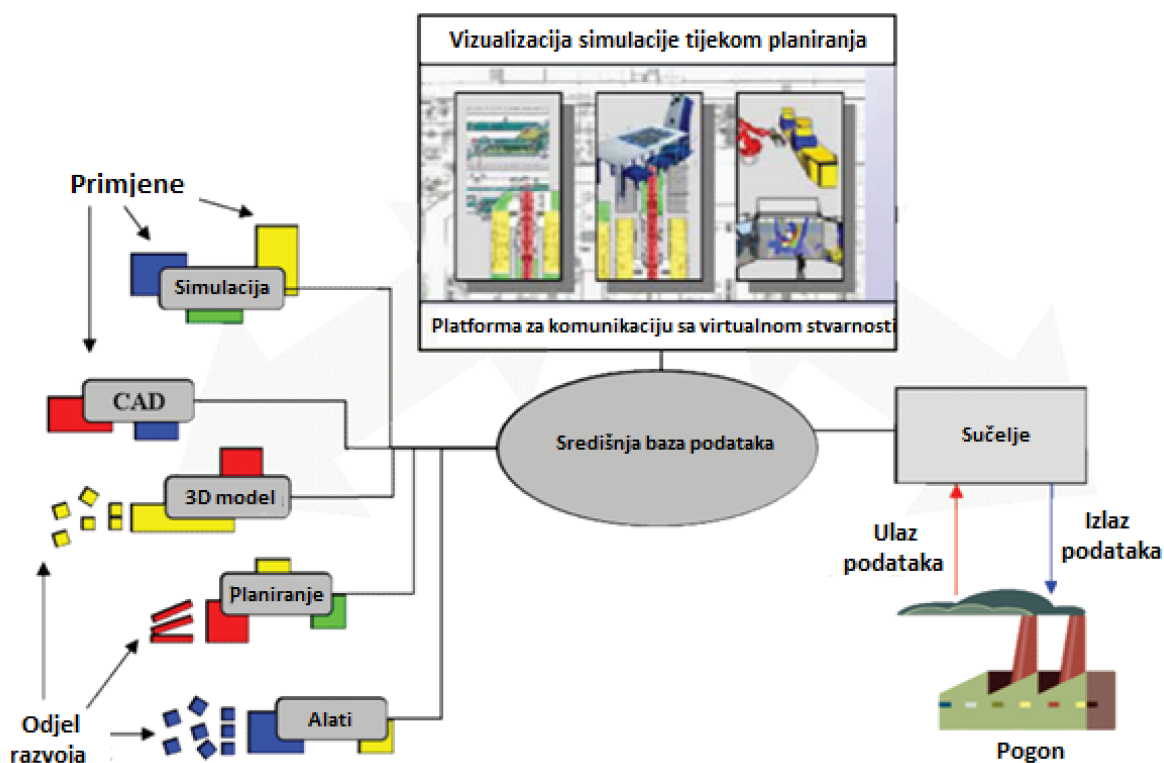 Vizualizacija simulacije tijekom planiranja
Platforma za komunikaciju sa virtualnom stvarnosti
Primjene
Simulacija
CAD
3D model
Planiranje
Alati
Odjel
razvoja
Središnja baza podataka
Sučelje
Ulaz
podataka
Izlaz
podataka
Pogon